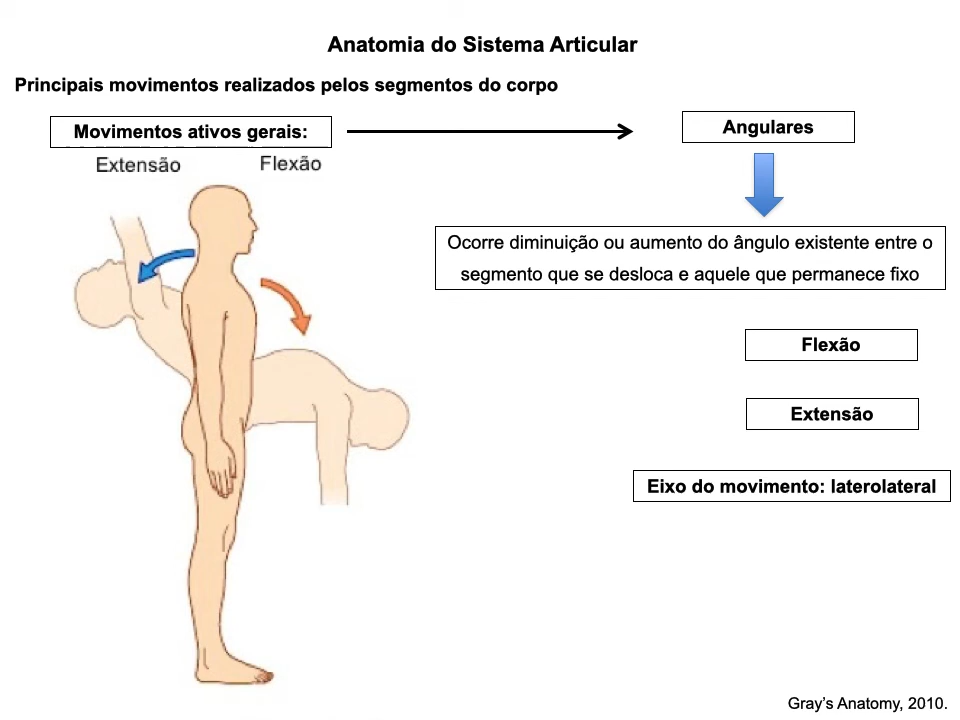 Anatomia do Sistema Articular
Principais movimentos realizados pelos segmentos do corpo
Movimentos ativos gerais:
Angulares
Extensão
Flexão
Ocorre diminuição ou aumento do ângulo existente entre o
segmento que se desloca e aquele que permanece fixo
Flexão
Extensão
Eixo do movimento: laterolateral
Gray’s Anatomy, 2010.